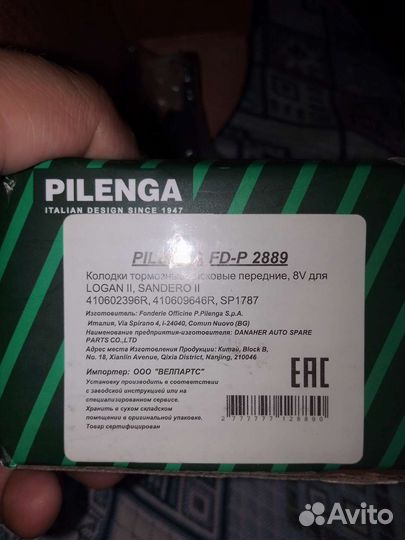 PILENGA
ITALIAN DESIGN SINCE 1947
FD-P 2889
Колодки дисковые передние, 8V для
LOGAN II, SANDERO II
410602396R, 410609646R, SP1787
Изготовитель: Fonderie Officine P.Pilenga S.p.A.
Италия, Via Spirano 4, i-24040, Comun Nuovo (BG)
Наименование предприятия-изготовителя: DANAHER AUTO SPARE
PARTS CO., LTD
Адрес места Изготовления Продукции: Китай, Block B,
No. 18, Xianlin Avenue, Qixia District, Nanjing, 210046
Импортер: ООО "ВЕЛПАРТС"
Установку производить в соответствии
с заводской инструкцией или на
специализированном сервисе.
Хранить в сухом складском
помещении в оригинальной упаковке.
Товар сертифицирован
EAC
2 777777 128890
Avito